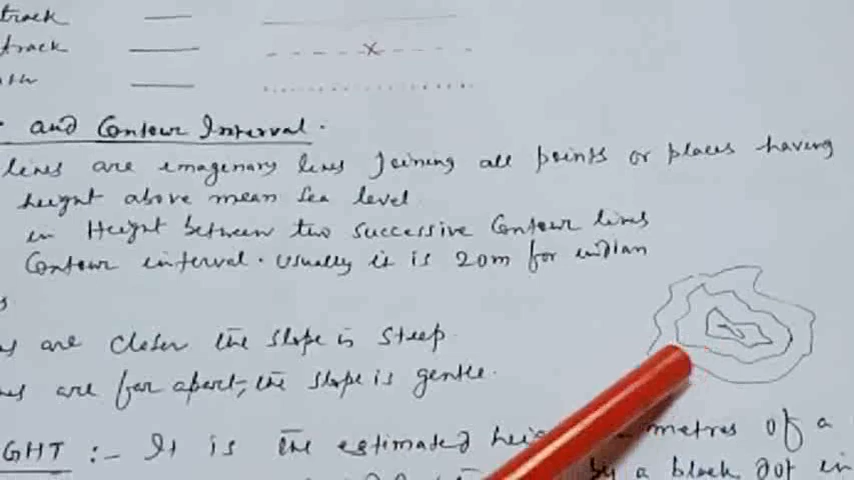 track
track
and Contour Interval.
lines are imagenary lines Joining all points or places having
height above mean sea level
in Height between two successive Contour lines
Contour interval. usually it is 20m for indian
are closer the slope is steep.
are far apart, the slope is gentle.
GHT :- It is the estimated metres of a
by a black dot in